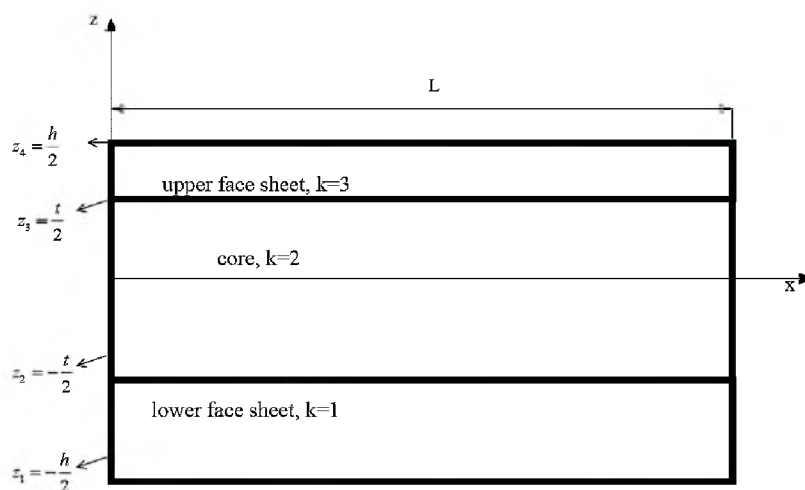 z
L
z₄ = h/2
upper face sheet, k=3
z₃ = t/2
core, k=2
x
z₂ = -t/2
lower face sheet, k=1
z₁ = -h/2